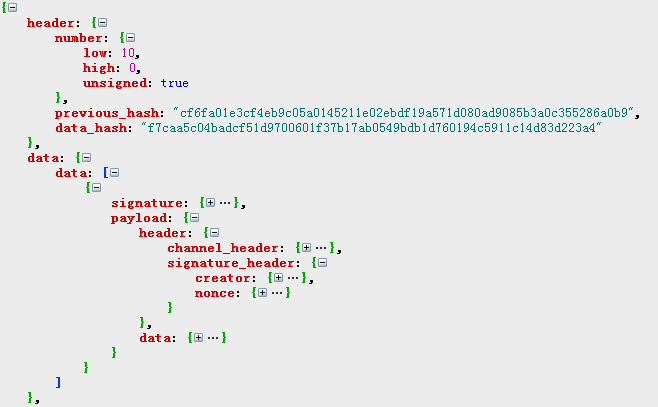 {
header: {
number: {
low: 10,
high: 0,
unsigned: true
},
previous_hash: "cf6fa01e3cf4eb9c05a0145211e02ebdf19a571d080ad9085b3a0c355286a0b9",
data_hash: "f7caa5c04badcf51d9700601f37b17ab0549bdb1d760194c5911c14d83d223a4"
},
data: {
data: [
{
signature: {...},
payload: {
header: {
channel_header: {...},
signature_header: {
creator: {...},
nonce: {...}
}
},
data: {...}
}
}
]
},